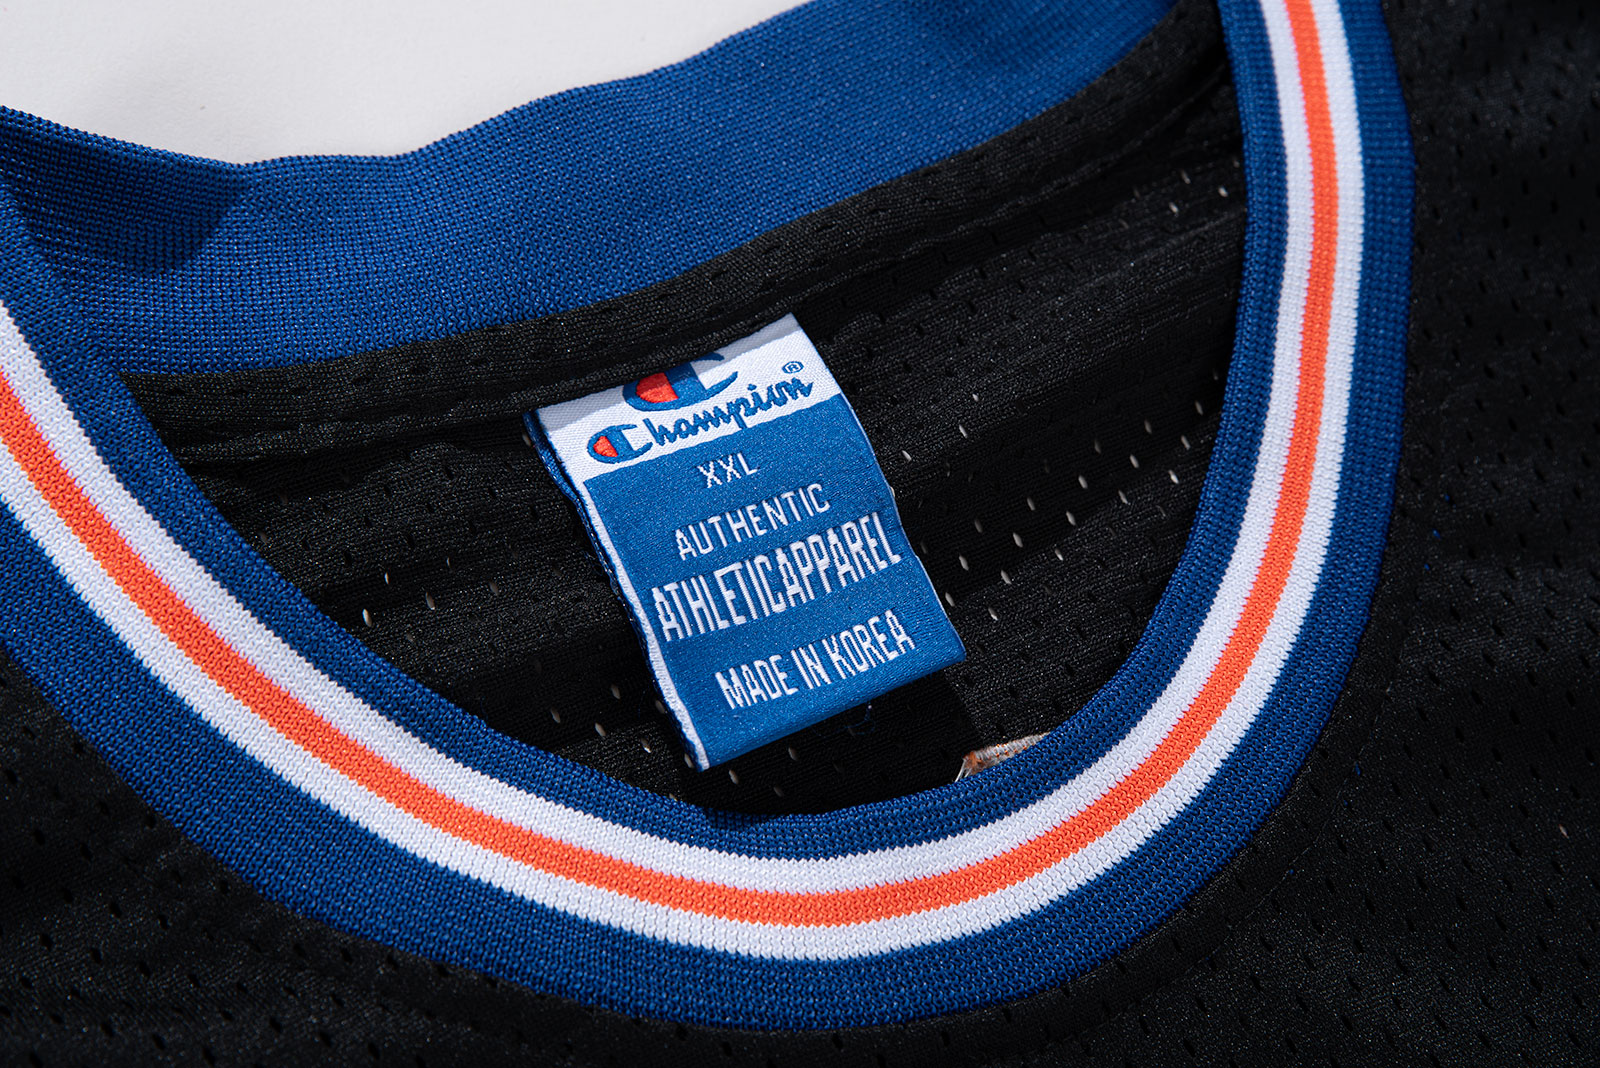 Champion®
XXL
AUTHENTIC
ATHLETICAPPAREL
MADE IN KOREA